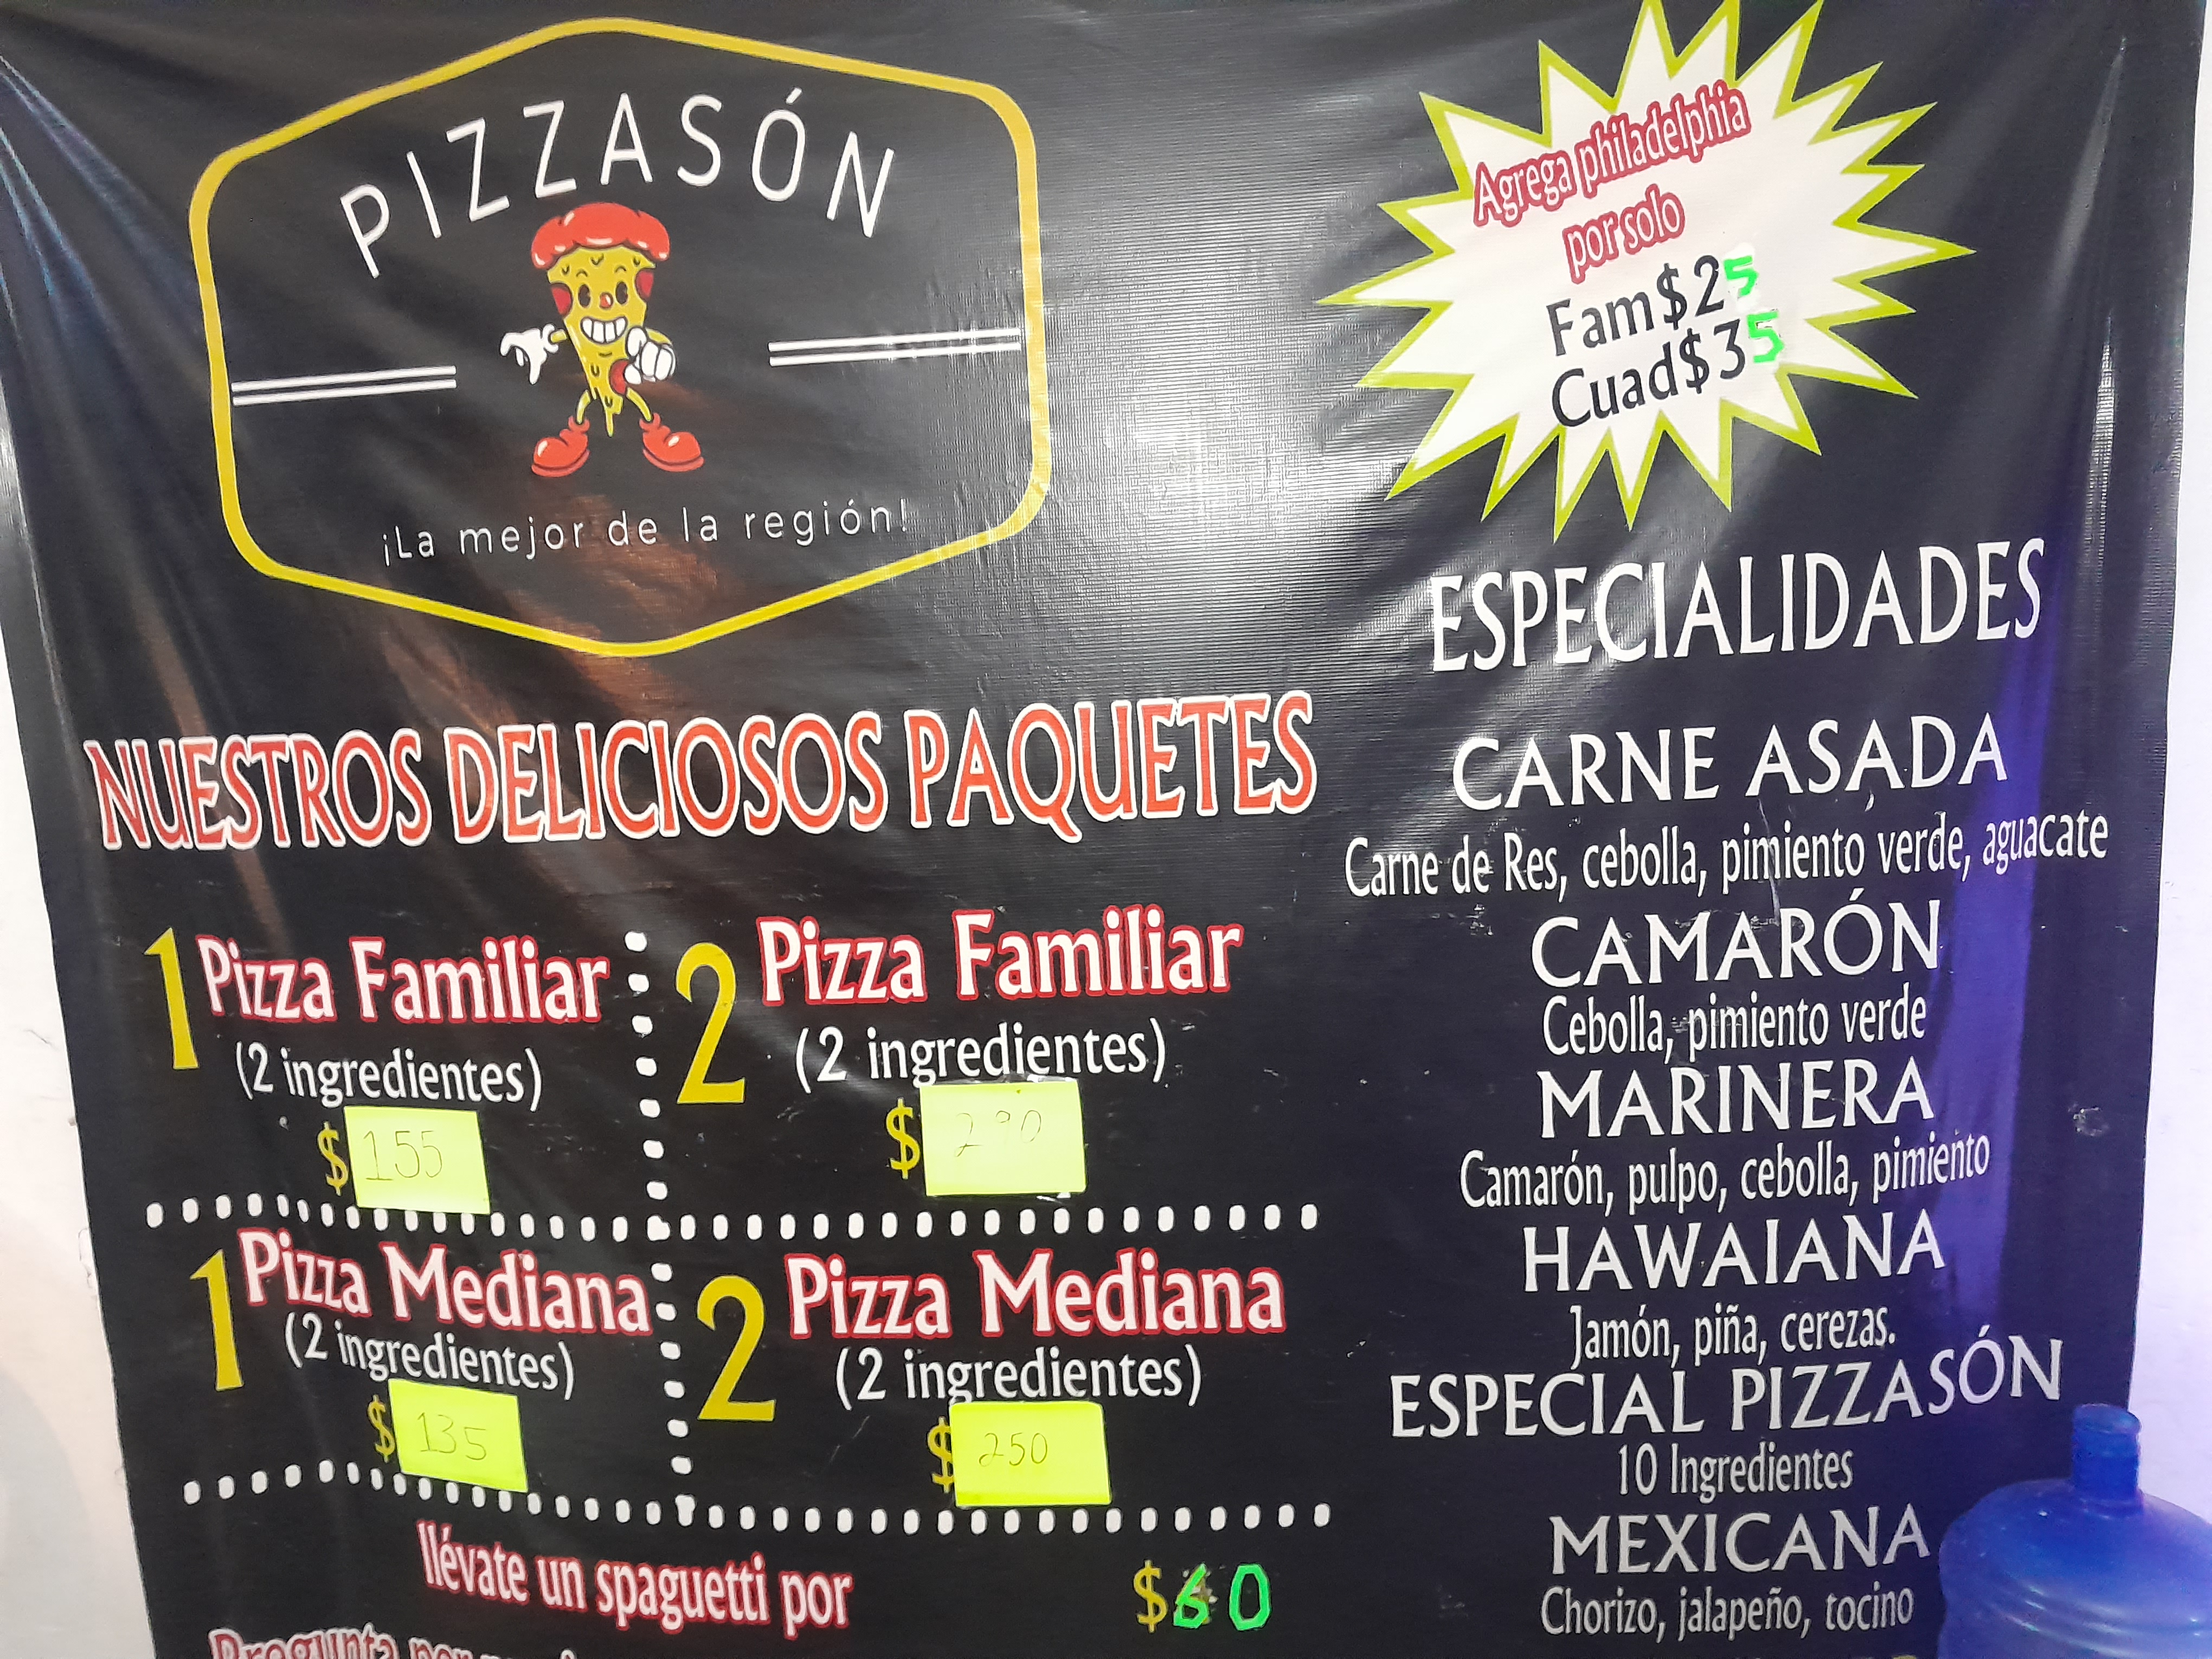 PIZZASÓN
¡La mejor de la región!
Agrega philadelphia
por solo
Fam $25
Cuad $35
NUESTROS DELICIOSOS PAQUETES
1 Pizza Familiar
(2 ingredientes)
$155
2 Pizza Familiar
(2 ingredientes)
$290
1 Pizza Mediana
(2 ingredientes)
$135
2 Pizza Mediana
(2 ingredientes)
$250
llévate un spaguetti por $60
Pregunta por
ESPECIALIDADES
CARNE ASADA
Carne de Res, cebolla, pimiento verde, aguacate
CAMARÓN
Cebolla, pimiento verde
MARINERA
Camarón, pulpo, cebolla, pimiento
HAWAIANA
Jamón, piña, cerezas.
ESPECIAL PIZZASÓN
10 Ingredientes
MEXICANA
Chorizo, jalapeño, tocino